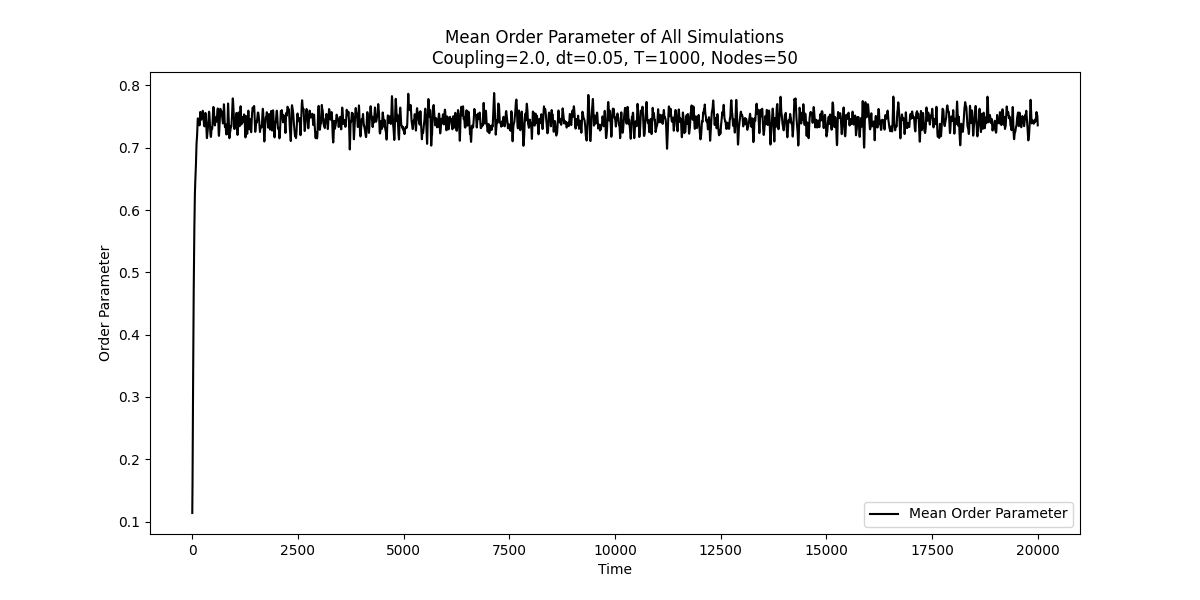 Mean Order Parameter of All Simulations
Coupling=2.0, dt=0.05, T=1000, Nodes=50
Order Parameter
0.8
0.7
0.6
0.5
0.4
0.3
0.2
0.1
Mean Order Parameter
0 2500 5000 7500 10000 12500 15000 17500 20000
Time